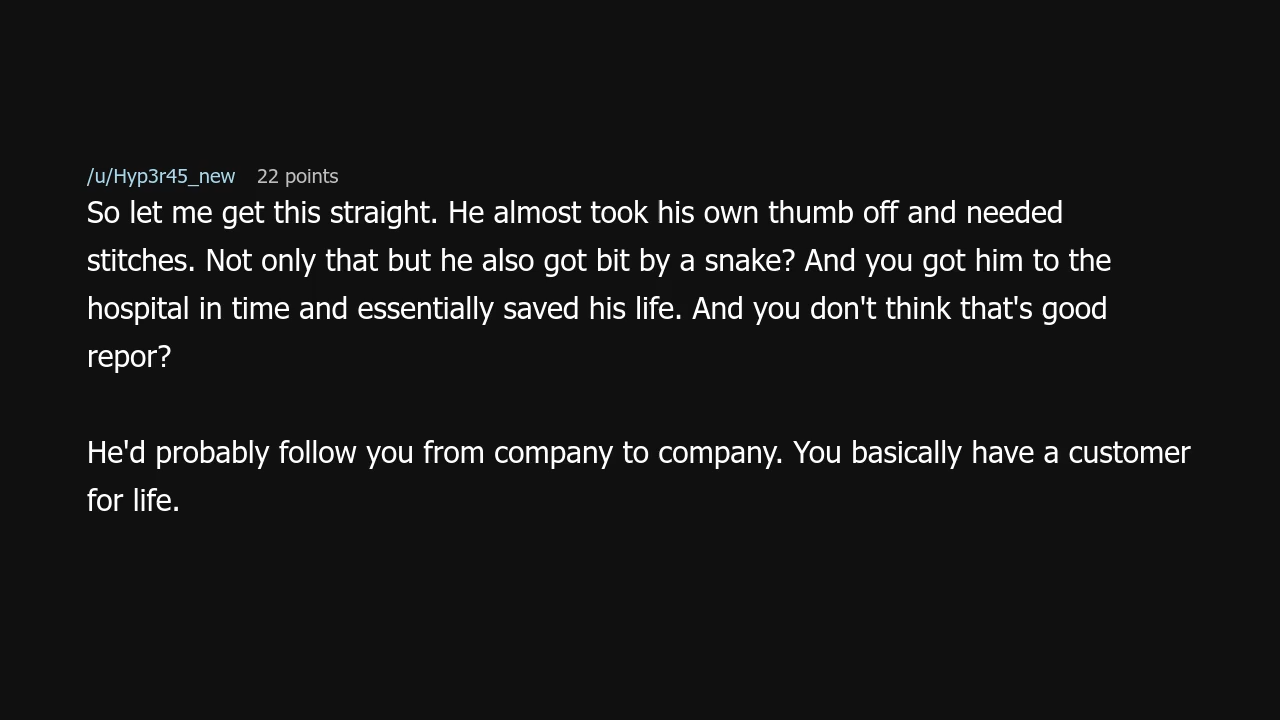 /u/Hyp3r45_new 22 points
So let me get this straight. He almost took his own thumb off and needed
stitches. Not only that but he also got bit by a snake? And you got him to the
hospital in time and essentially saved his life. And you don't think that's good
repor?
He'd probably follow you from company to company. You basically have a customer
for life.